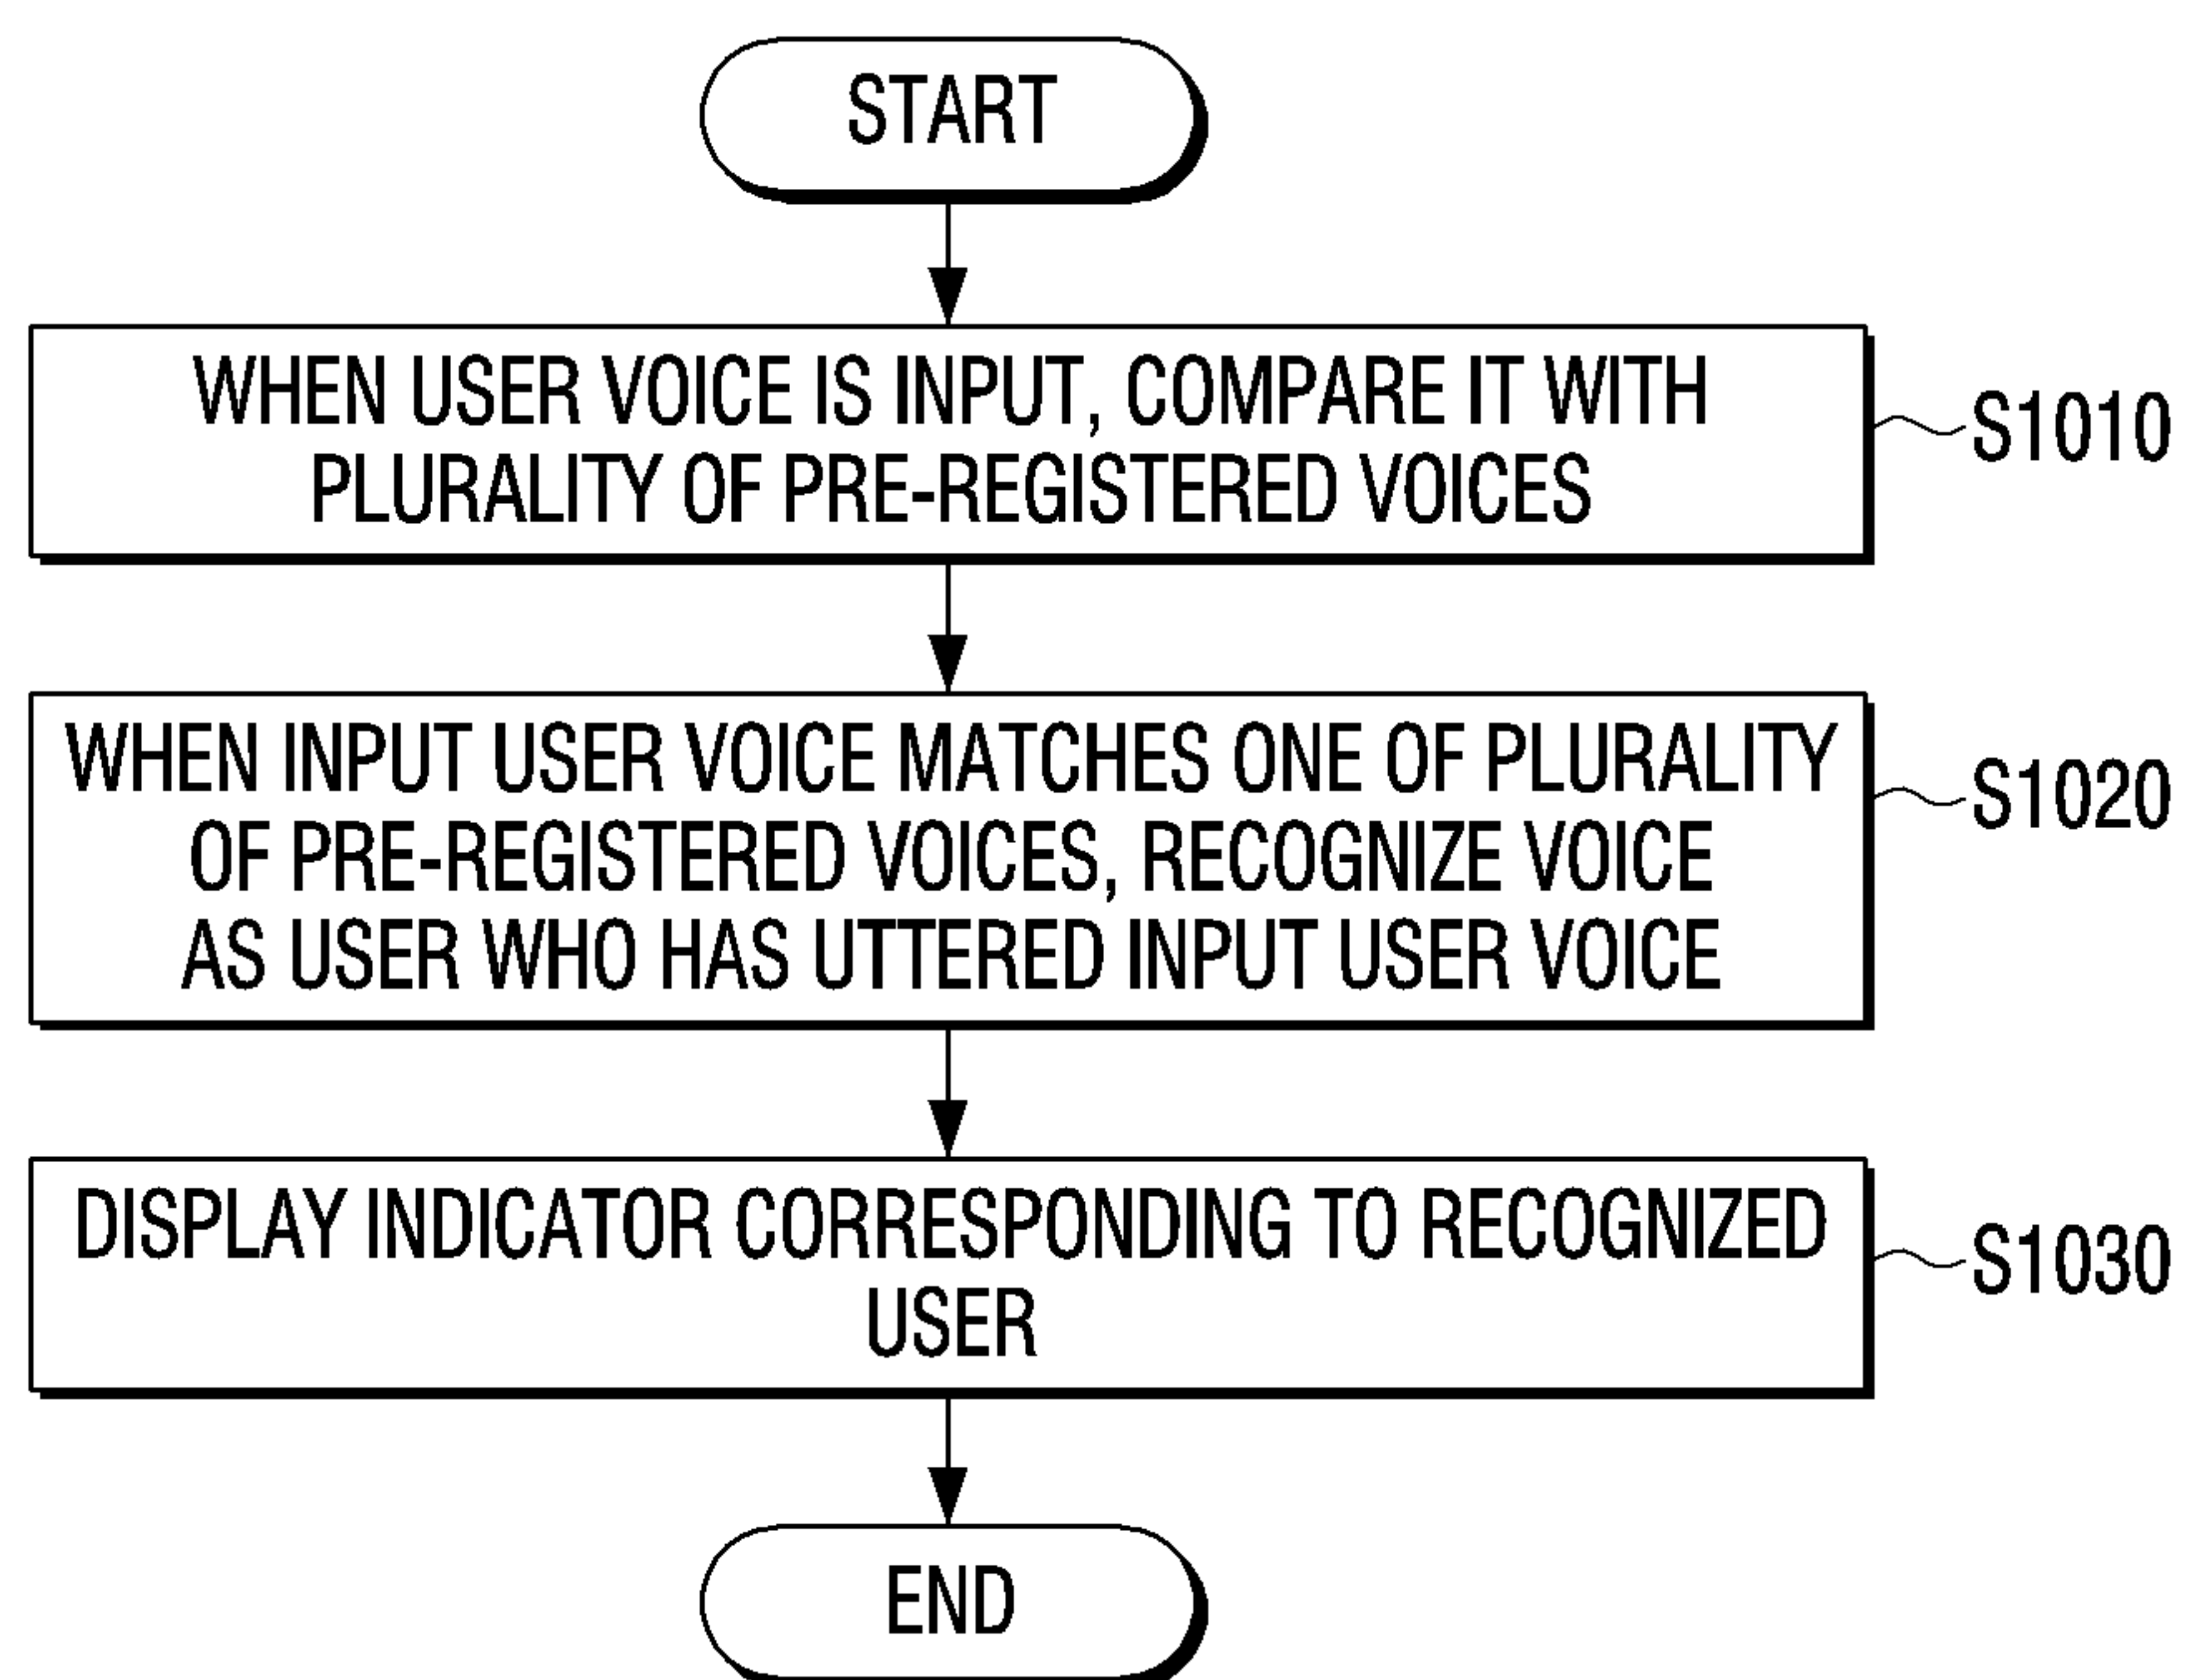 START
WHEN USER VOICE IS INPUT, COMPARE IT WITH
PLURALITY OF PRE-REGISTERED VOICES
S1010
WHEN INPUT USER VOICE MATCHES ONE OF PLURALITY
OF PRE-REGISTERED VOICES, RECOGNIZE VOICE
AS USER WHO HAS UTTERED INPUT USER VOICE
S1020
DISPLAY INDICATOR CORRESPONDING TO RECOGNIZED
USER
S1030
END